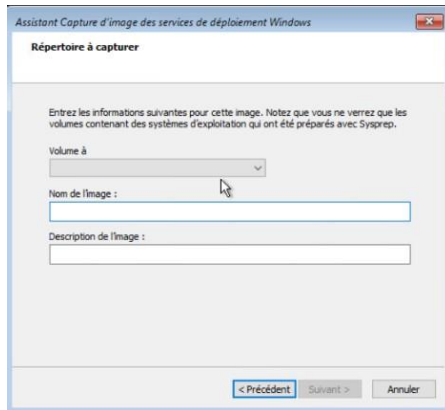 Assistant Capture d'image des services de déploiement Windows
Répertoire à capturer
Entrez les informations suivantes pour cette image. Notez que vous ne verrez que les
volumes contenant des systèmes d'exploitation qui ont été préparés avec Sysprep.
Volume à
Nom de l'image :
Description de l'image :
< Précédent Suivant > Annuler